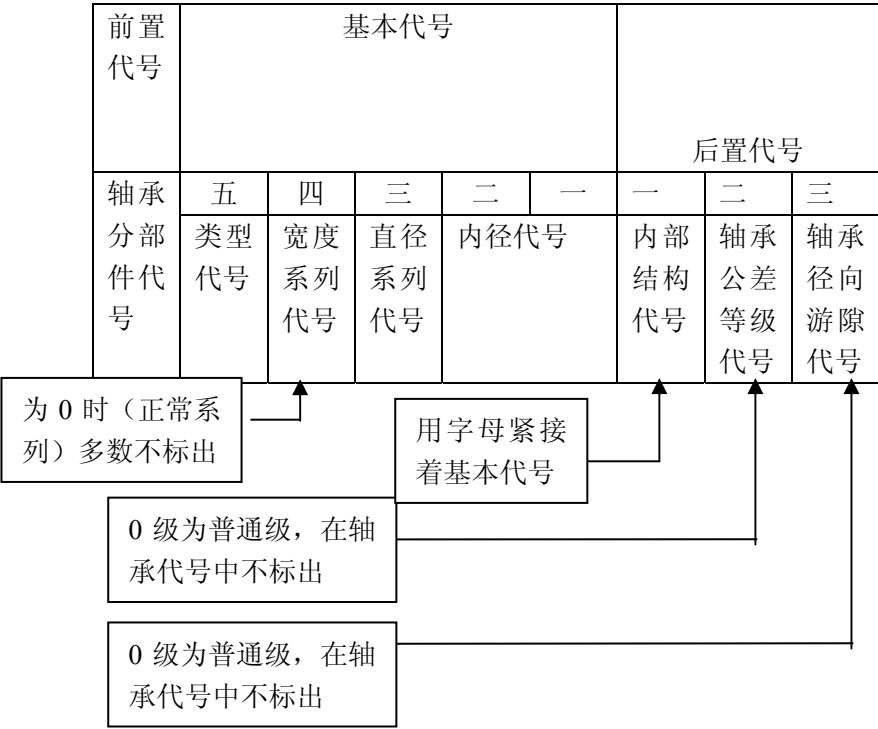 前置
代号
基本代号
后置代号
轴承
分部
件代
号
五
四
三
二
一
一
二
三
类型
代号
宽度
系列
代号
直径
系列
代号
内径代号
内部
结构
代号
轴承
公差
等级
代号
轴承
径向
游隙
代号
为 0 时（正常系
列）多数不标出
用字母紧接
着基本代号
0 级为普通级，在轴
承代号中不标出
0 级为普通级，在轴
承代号中不标出